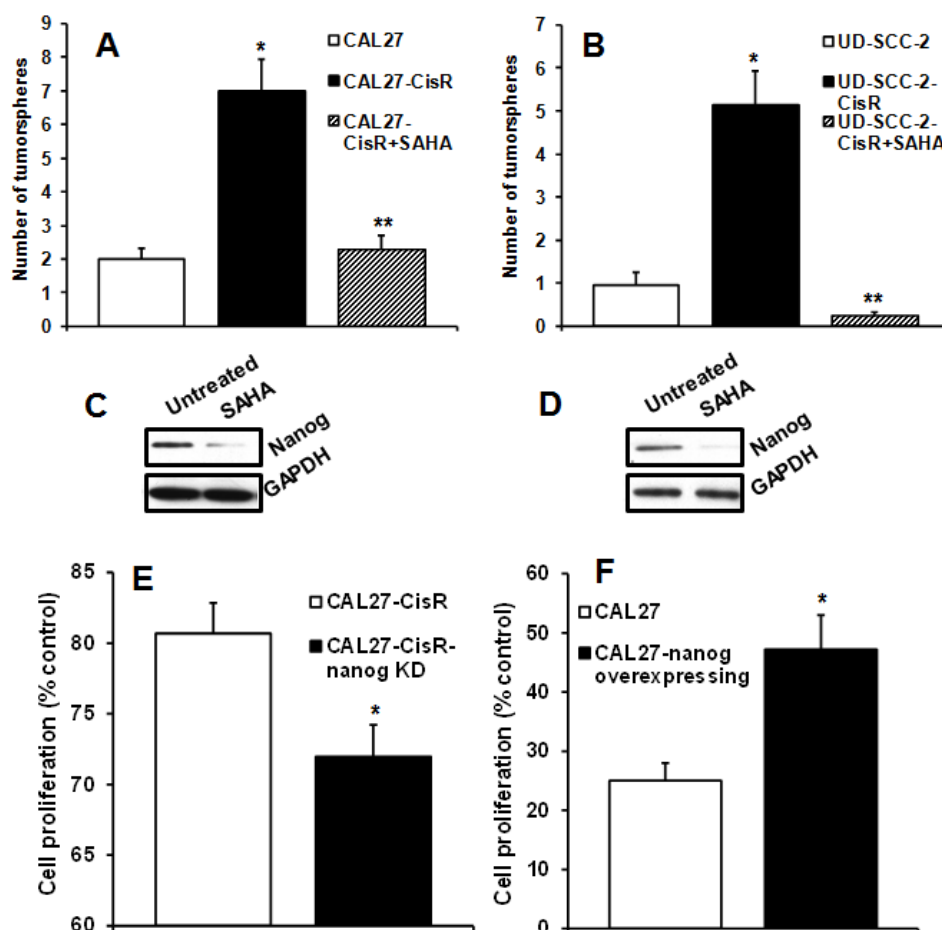 A
Number of tumorspheres
9
8
7
6
5
4
3
2
1
0
*
**
CAL27
CAL27-CisR
CAL27-
CisR+SAHA
B
Number of tumorspheres
7
6
5
4
3
2
1
0
*
**
UD-SCC-2
UD-SCC-2-
CisR
UD-SCC-2-
CisR+SAHA
C
Untreated
SAHA
Nanog
GAPDH
D
Untreated
SAHA
Nanog
GAPDH
E
Cell proliferation (% control)
85
80
75
70
65
60
*
CAL27-CisR
CAL27-CisR-
nanog KD
F
Cell proliferation (% control)
60
50
40
30
20
10
0
*
CAL27
CAL27-nanog
overexpressing